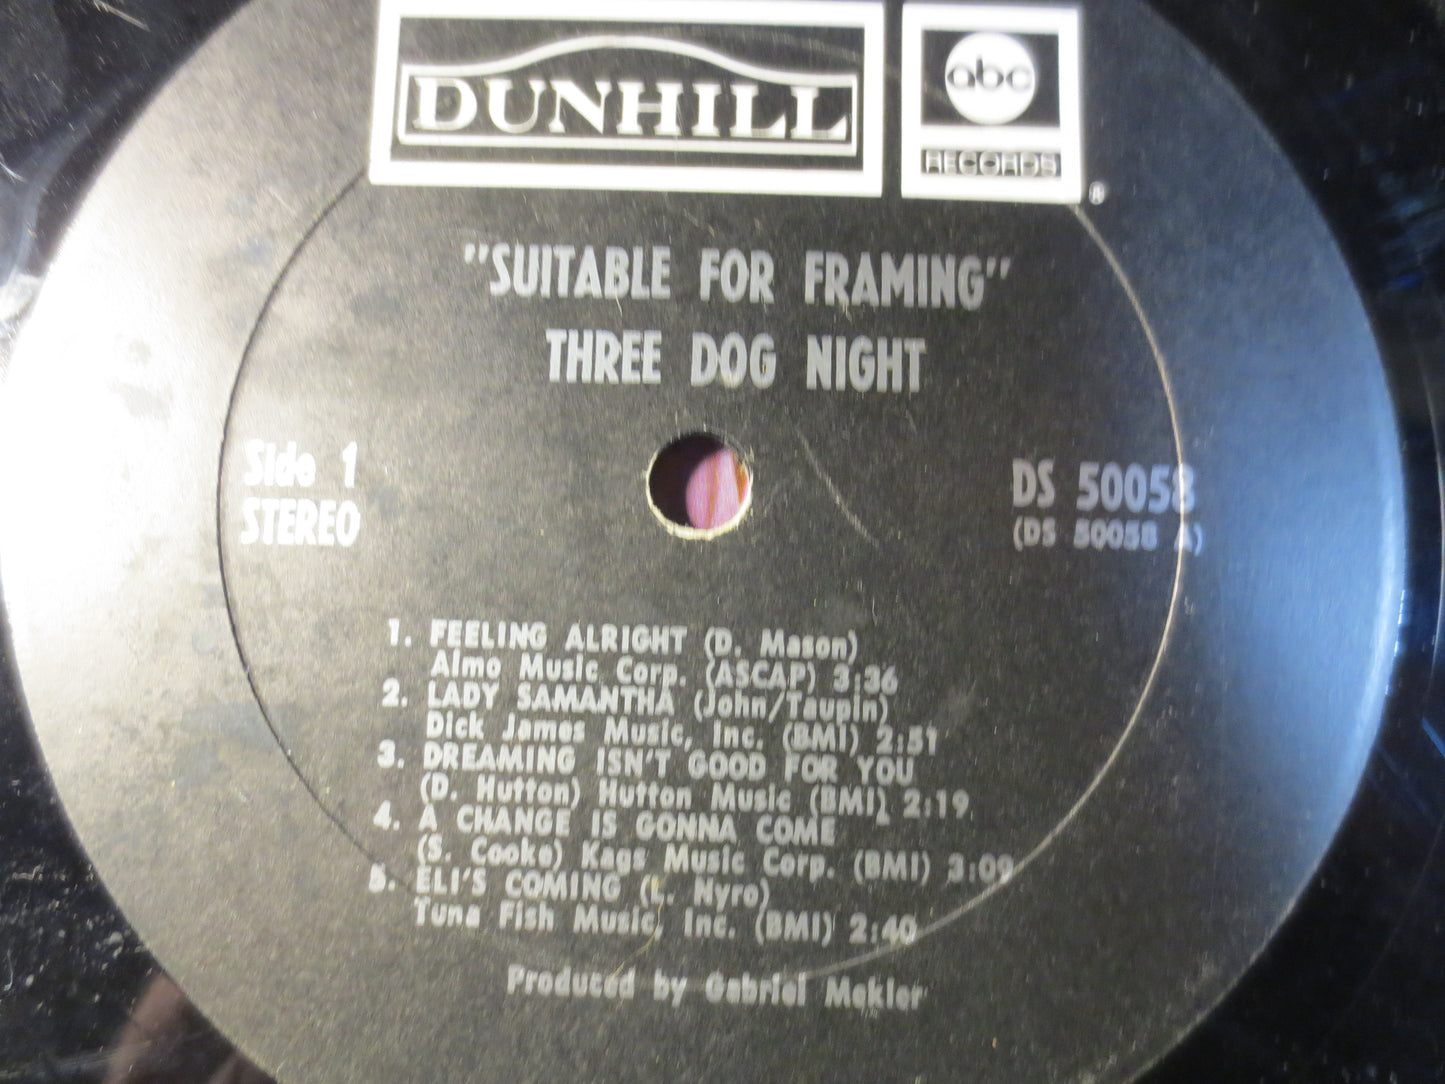 DUNHILL
abc
RECORDS
®
"SUITABLE FOR FRAMING"
THREE DOG NIGHT
Side 1
STEREO
DS 50058
(DS 50058 A)
1. FEELING ALRIGHT (D. Mason)
Almo Music Corp. (ASCAP) 3:36
2. LADY SAMANTHA (John/Taupin)
Dick James Music, Inc. (BMI) 2:51
3. DREAMING ISN'T GOOD FOR YOU
(D. Hutton) Hutton Music (BMI) 2:19
4. A CHANGE IS GONNA COME
(S. Cooke) Kags Music Corp. (BMI) 3:09
5. ELI'S COMING (L. Nyro)
Tuna Fish Music, Inc. (BMI) 2:40
Produced by Gabriel Mekler